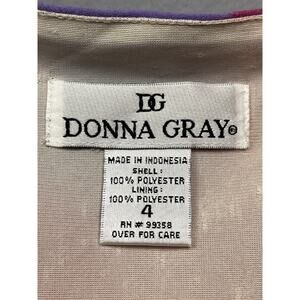 DG
DONNA GRAY®
MADE IN INDONESIA
SHELL:
100% POLYESTER
LINING:
100% POLYESTER
4
RN # 99358
OVER FOR CARE